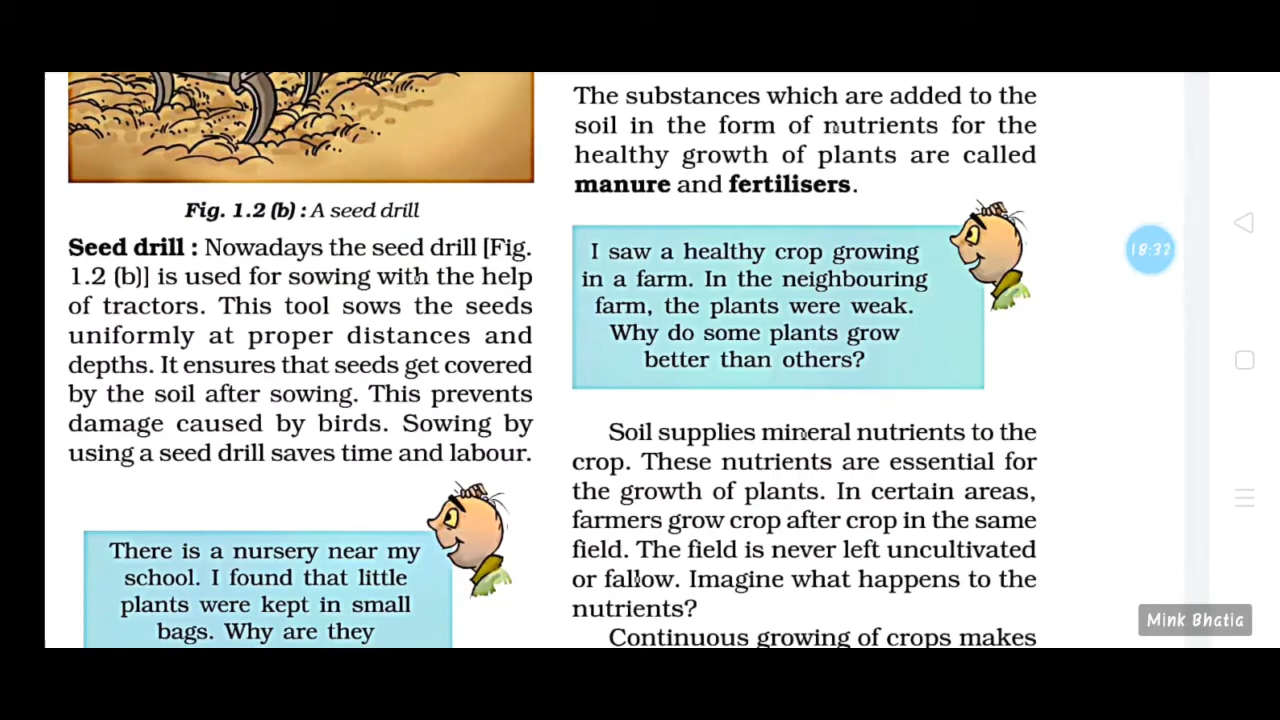 Fig. 1.2 (b) : A seed drill
Seed drill : Nowadays the seed drill [Fig.
1.2 (b)] is used for sowing with the help
of tractors. This tool sows the seeds
uniformly at proper distances and
depths. It ensures that seeds get covered
by the soil after sowing. This prevents
damage caused by birds. Sowing by
using a seed drill saves time and labour.
There is a nursery near my
school. I found that little
plants were kept in small
bags. Why are they
The substances which are added to the
soil in the form of nutrients for the
healthy growth of plants are called
manure and fertilisers.
I saw a healthy crop growing
in a farm. In the neighbouring
farm, the plants were weak.
Why do some plants grow
better than others?
Soil supplies mineral nutrients to the
crop. These nutrients are essential for
the growth of plants. In certain areas,
farmers grow crop after crop in the same
field. The field is never left uncultivated
or fallow. Imagine what happens to the
nutrients?
Continuous growing of crops makes
18:32
Mink Bhatia